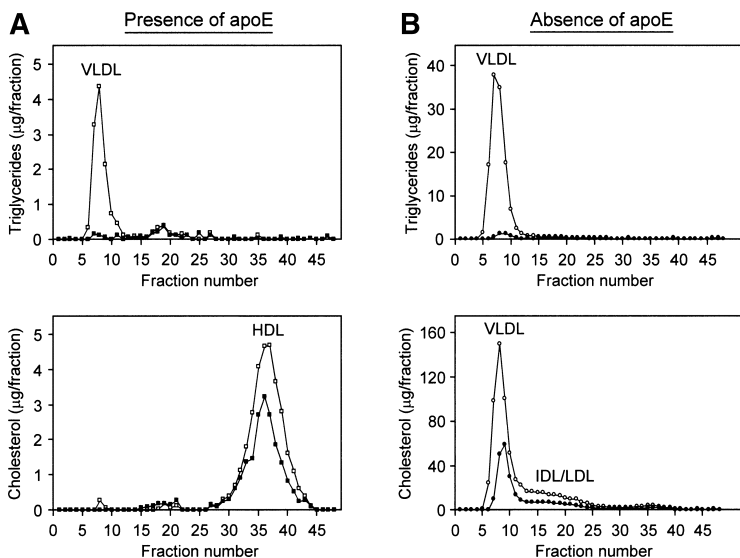 A
Presence of apoE
VLDL
Triglycerides (μg/fraction)
5
4
3
2
1
0
0 5 10 15 20 25 30 35 40 45
Fraction number
HDL
Cholesterol (μg/fraction)
5
4
3
2
1
0
0 5 10 15 20 25 30 35 40 45
Fraction number
B
Absence of apoE
VLDL
Triglycerides (μg/fraction)
40
30
20
10
0
0 5 10 15 20 25 30 35 40 45
Fraction number
VLDL
IDL/LDL
Cholesterol (μg/fraction)
160
120
80
40
0
0 5 10 15 20 25 30 35 40 45
Fraction number